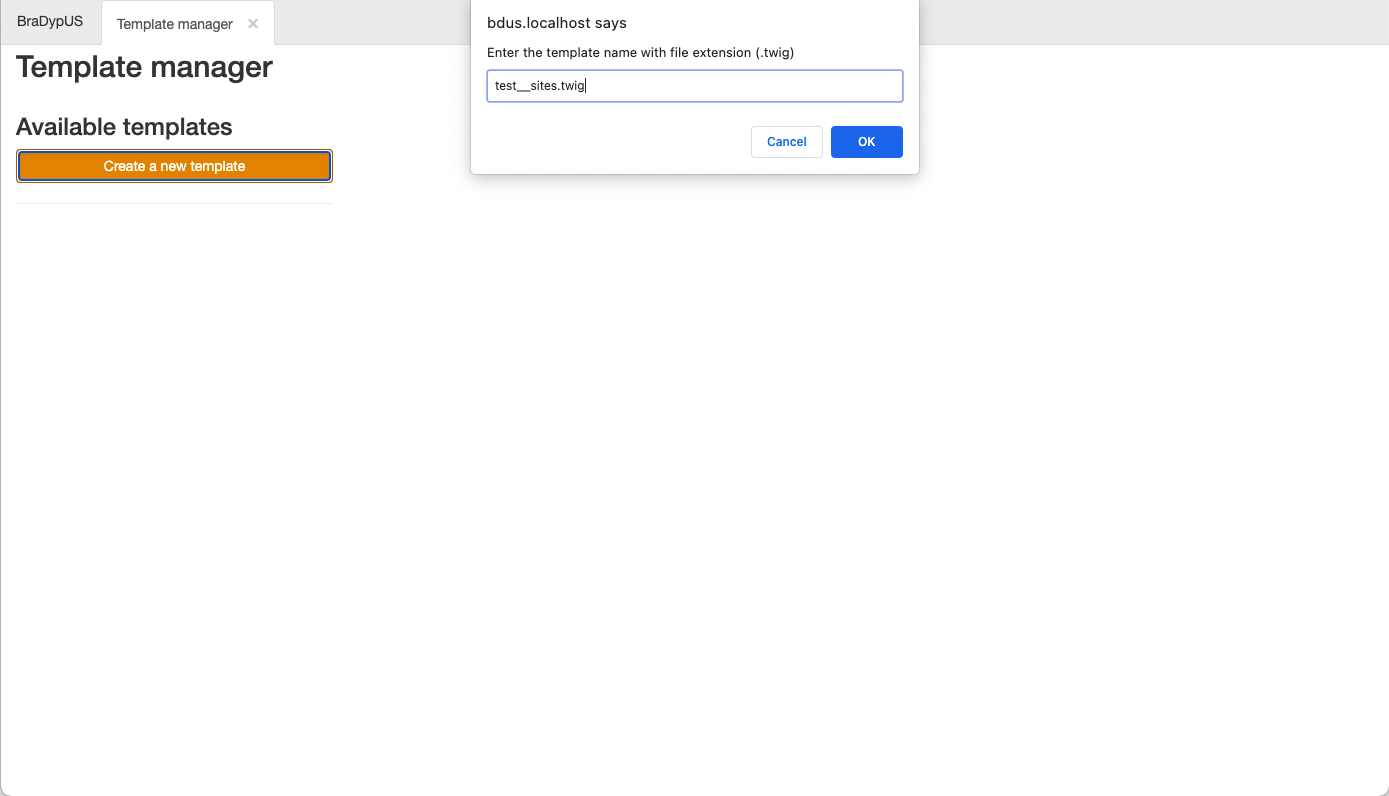 BraDypUS
Template manager ×
Template manager
Available templates
Create a new template
bdus.localhost says
Enter the template name with file extension (.twig)
test__sites.twig
Cancel
OK